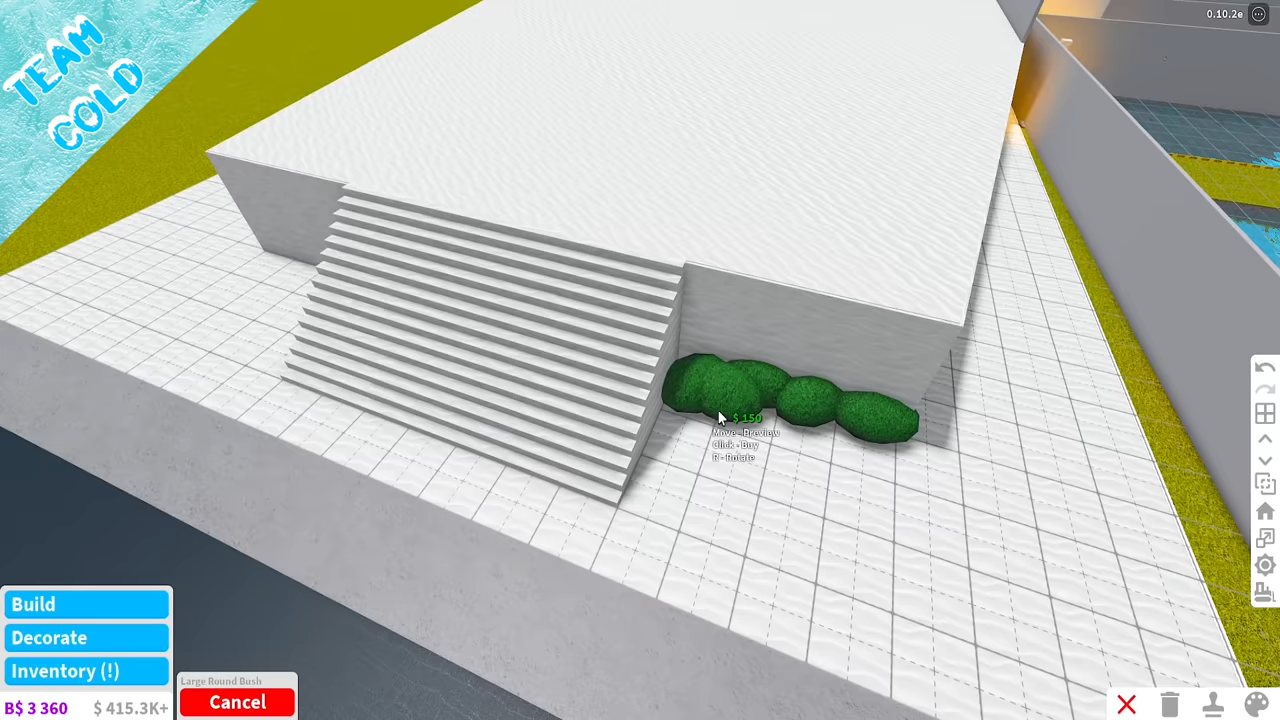 TEAM
COLD
0.10.2e
$ 150
Move - Preview
Click - Buy
R - Rotate
Build
Decorate
Inventory (!)
B$ 3 360
$ 415.3K+
Large Round Bush
Cancel